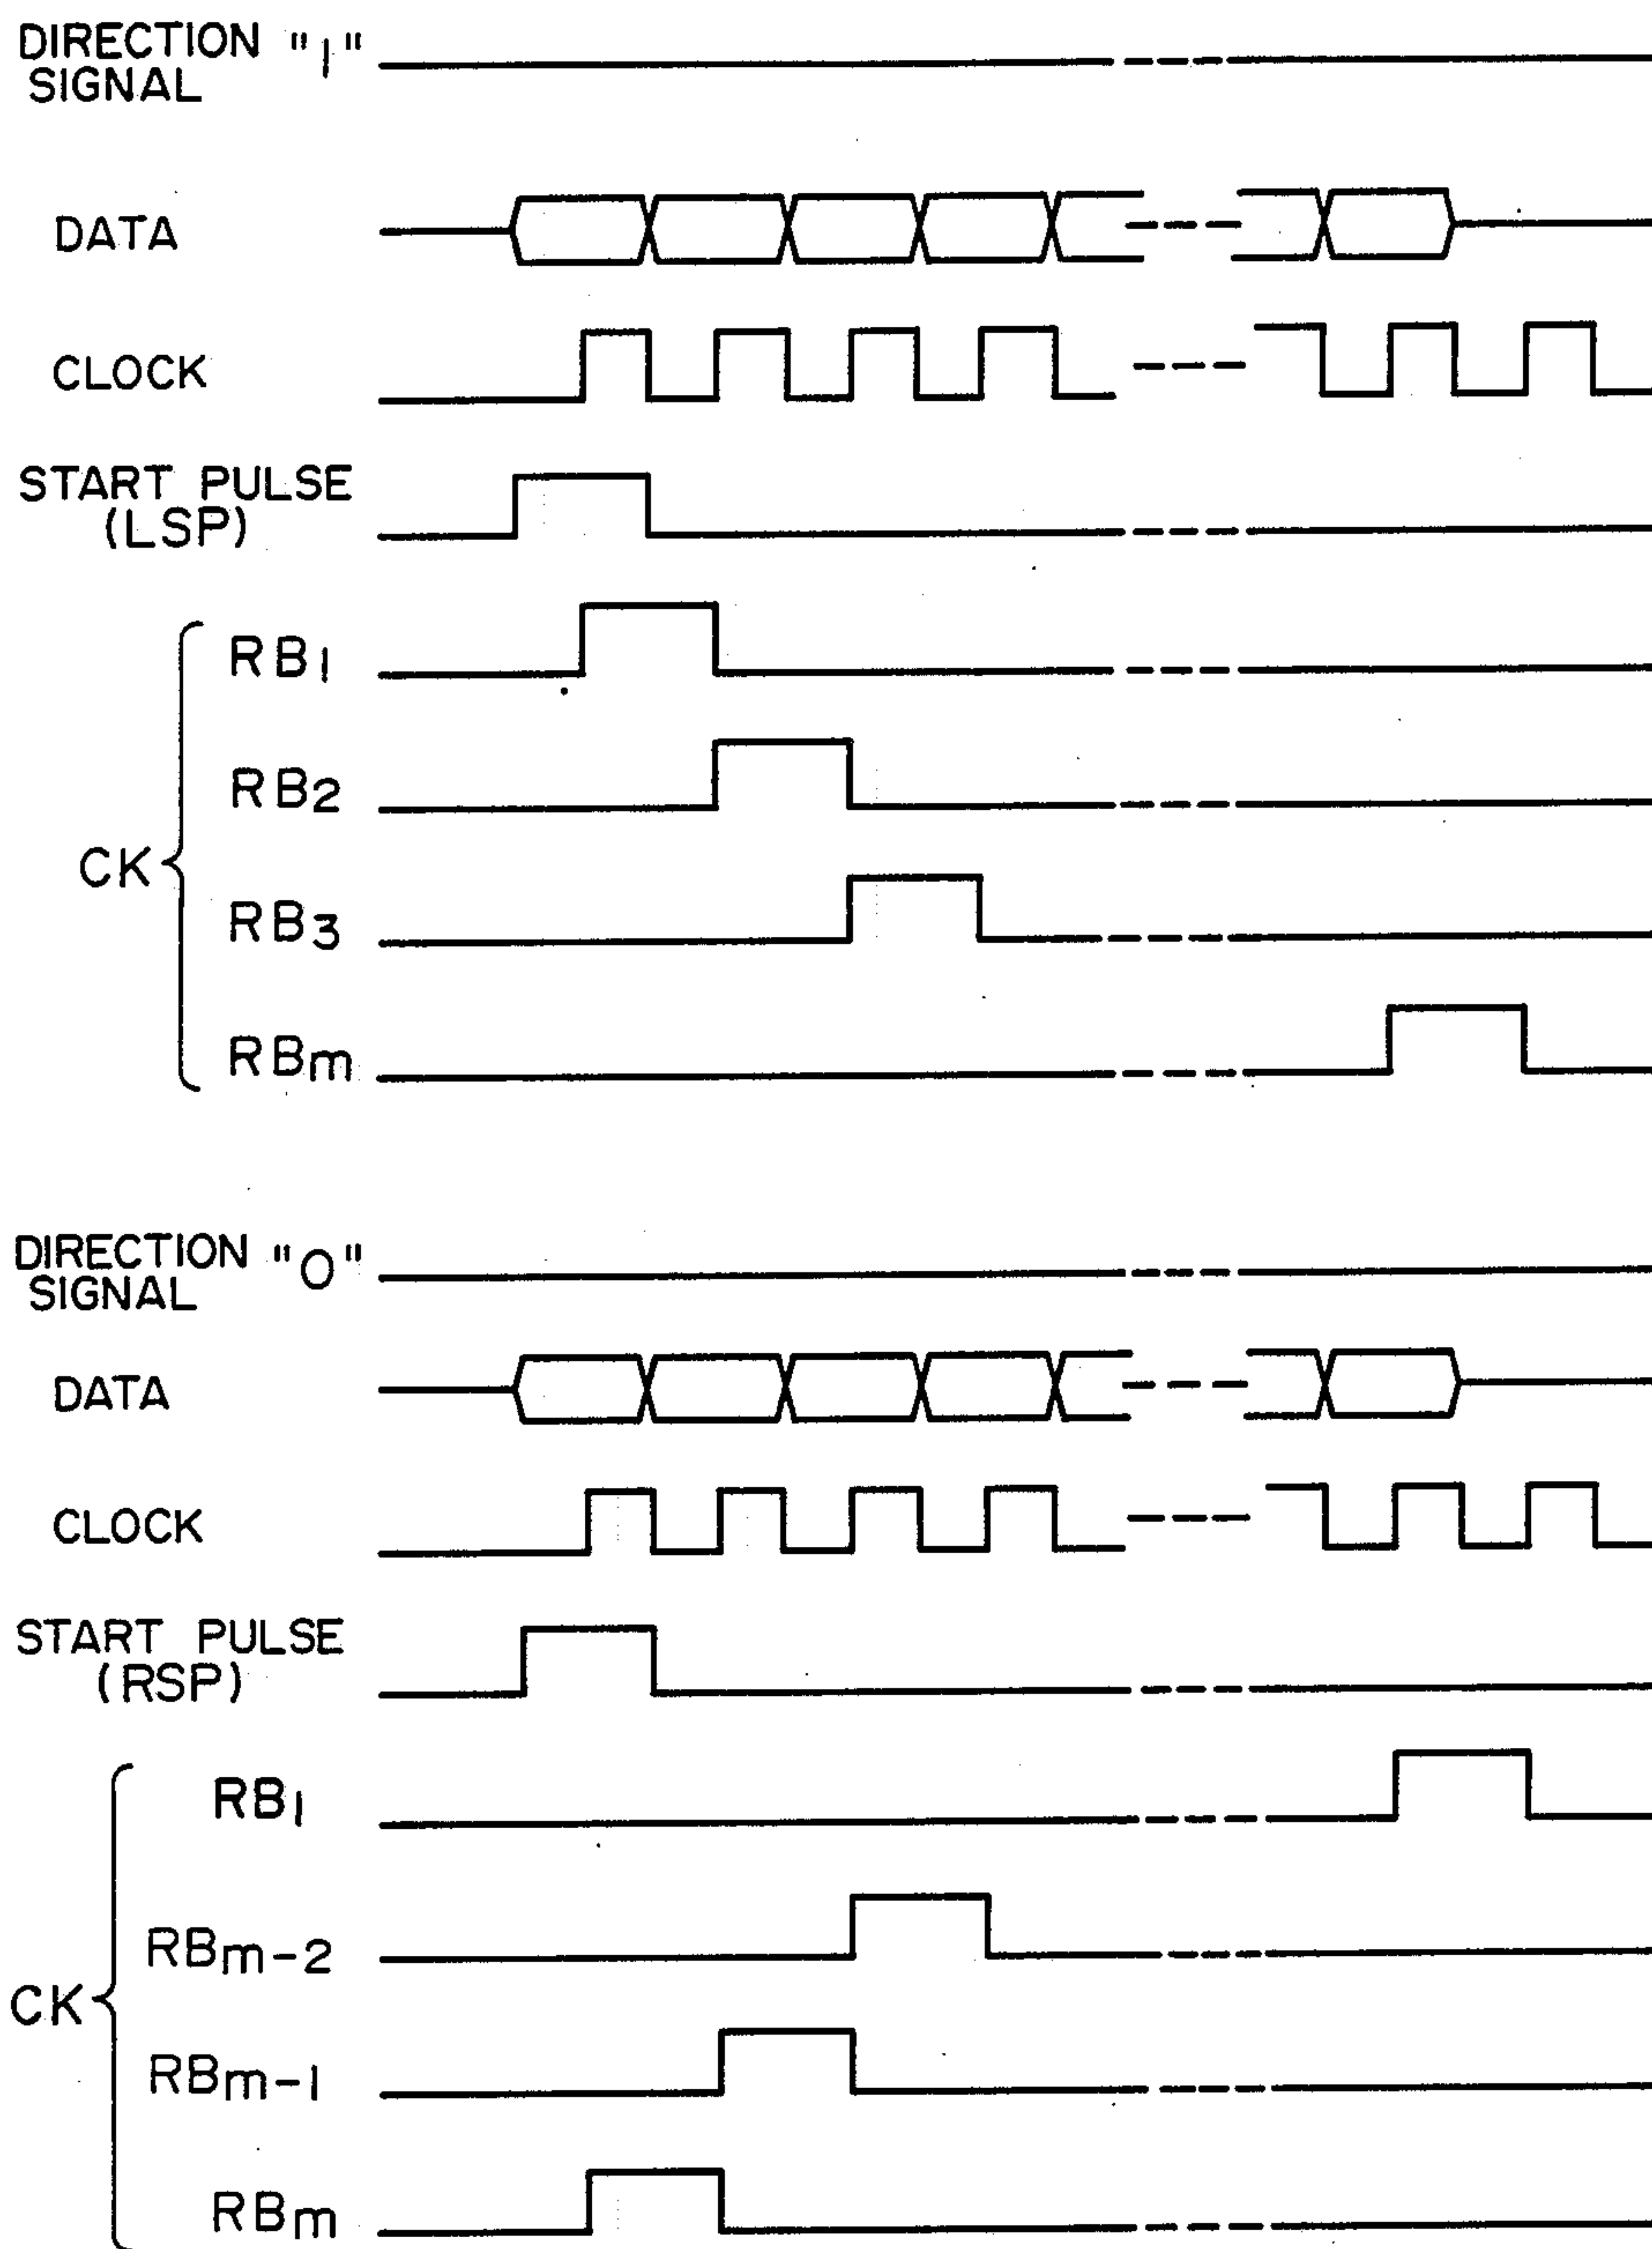 DIRECTION "1"
SIGNAL
DATA
CLOCK
START PULSE
(LSP)
RB1
RB2
CK
RB3
RBm
DIRECTION "0"
SIGNAL
DATA
CLOCK
START PULSE
(RSP)
RB1
RBm-2
CK
RBm-1
RBm